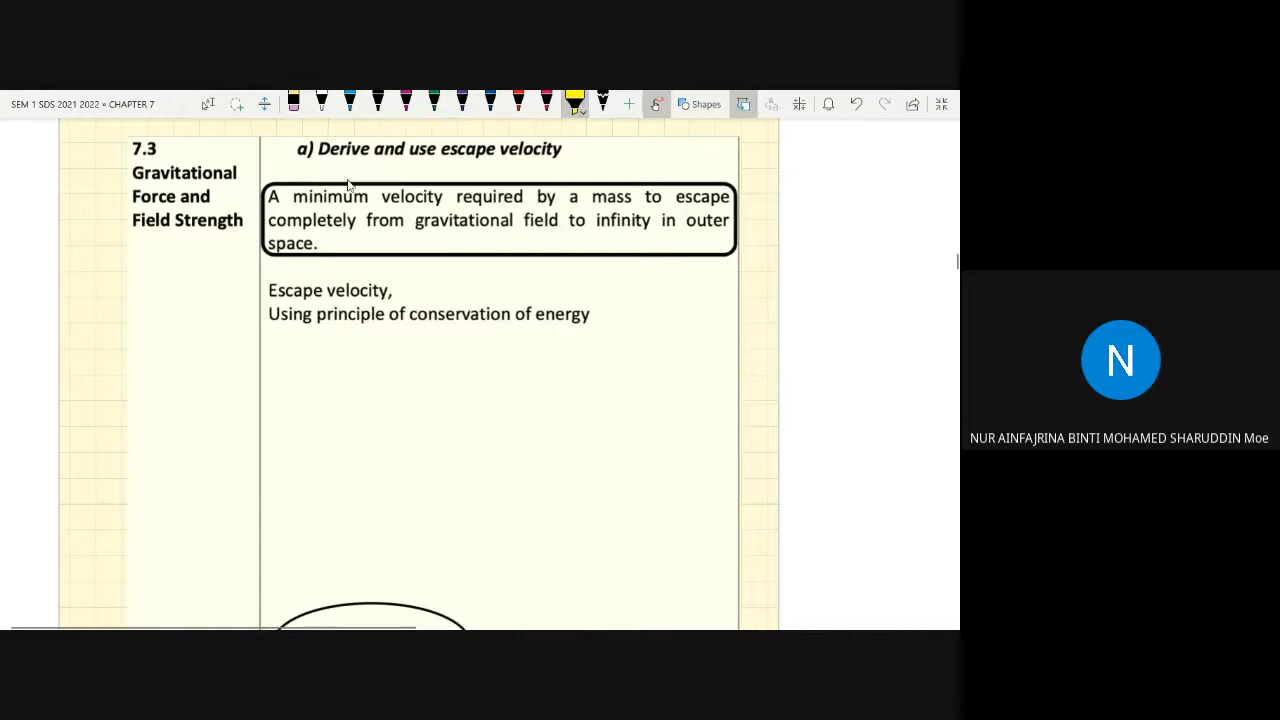 SEM 1 SDS 2021 2022 » CHAPTER 7
Shapes
7.3
Gravitational
Force and
Field Strength
a) Derive and use escape velocity
A minimum velocity required by a mass to escape
completely from gravitational field to infinity in outer
space.
Escape velocity,
Using principle of conservation of energy
N
NUR AINFAJRINA BINTI MOHAMED SHARUDDIN Moe